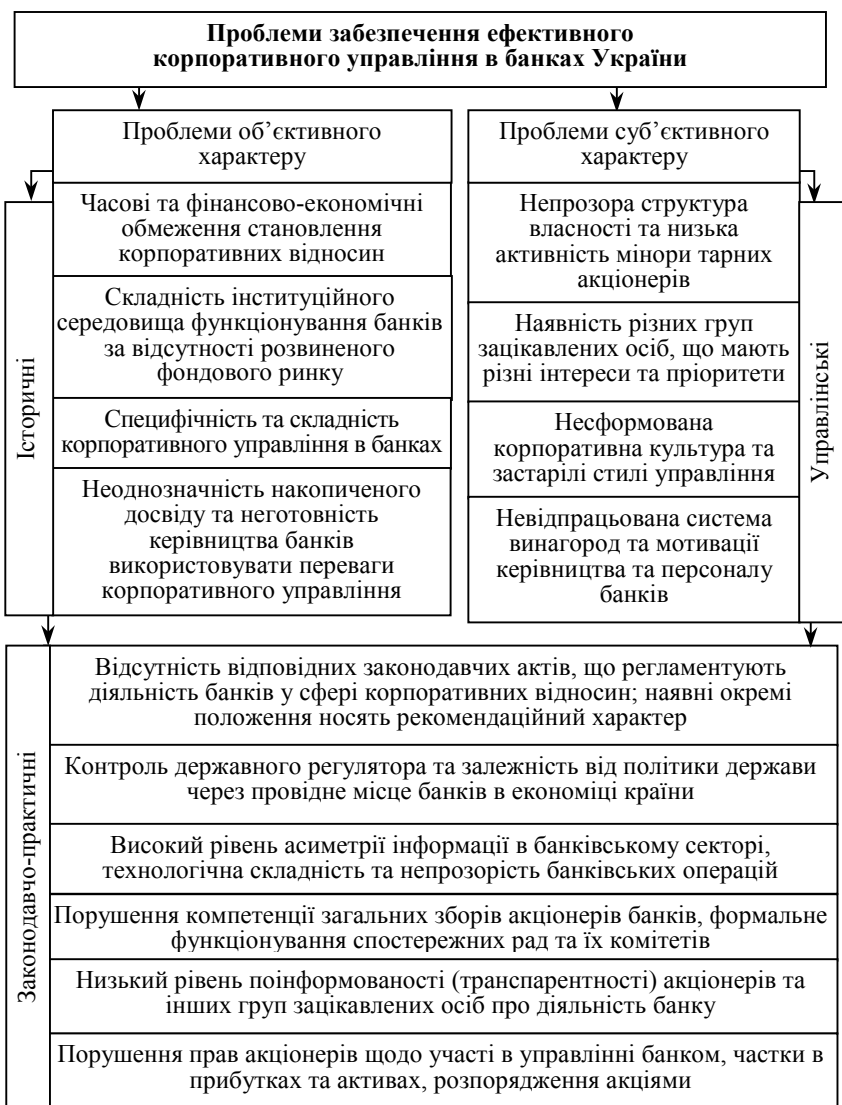 Проблеми забезпечення ефективного
корпоративного управління в банках України
Проблеми об’єктивного
характеру
Історичні
Часові та фінансово-економічні
обмеження становлення
корпоративних відносин
Складність інституційного
середовища функціонування банків
за відсутності розвиненого
фондового ринку
Специфічність та складність
корпоративного управління в банках
Неоднозначність накопиченого
досвіду та неготовність
керівництва банків
використовувати переваги
корпоративного управління
Проблеми суб’єктивного
характеру
Непрозора структура
власності та низька
активність мінори тарних
акціонерів
Наявність різних груп
зацікавлених осіб, що мають
різні інтереси та пріоритети
Несформована
корпоративна культура та
застарілі стилі управління
Невідпрацьована система
винагород та мотивації
керівництва та персоналу
банків
Управлінські
Законодавчо-практичні
Відсутність відповідних законодавчих актів, що регламентують
діяльність банків у сфері корпоративних відносин; наявні окремі
положення носять рекомендаційний характер
Контроль державного регулятора та залежність від політики держави
через провідне місце банків в економіці країни
Високий рівень асиметрії інформації в банківському секторі,
технологічна складність та непрозорість банківських операцій
Порушення компетенції загальних зборів акціонерів банків, формальне
функціонування спостережних рад та їх комітетів
Низький рівень поінформованості (транспарентності) акціонерів та
інших груп зацікавлених осіб про діяльність банку
Порушення прав акціонерів щодо участі в управлінні банком, частки в
прибутках та активах, розпорядження акціями